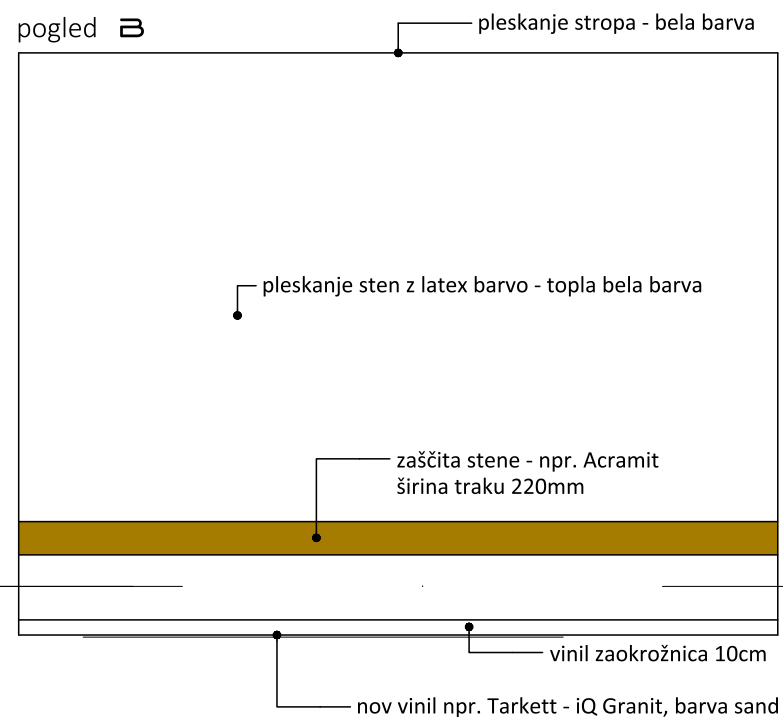 pogled B
pleskanje stropa - bela barva
pleskanje sten z latex barvo - topla bela barva
zaščita stene - npr. Acramit
širina traku 220mm
vinil zaokrožnica 10cm
nov vinil npr. Tarkett - iQ Granit, barva sand